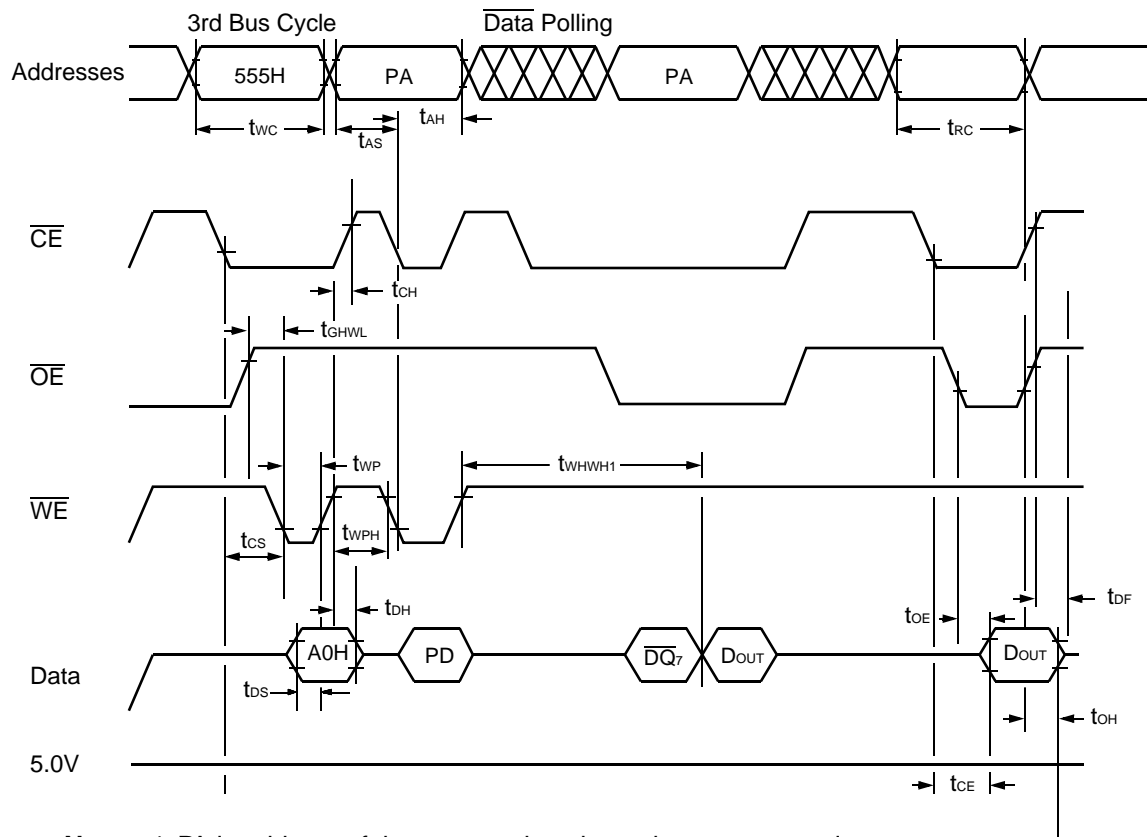 3rd Bus Cycle
Data Polling
Addresses
555H
PA
PA
tWC
tAS
tAH
tRC
CE
tCH
tGHWL
OE
tWP
tWHWH1
WE
tCS
tWPH
tDH
tOE
tDF
Data
A0H
PD
DQ7
DOUT
DOUT
tDS
tOH
5.0V
tCE